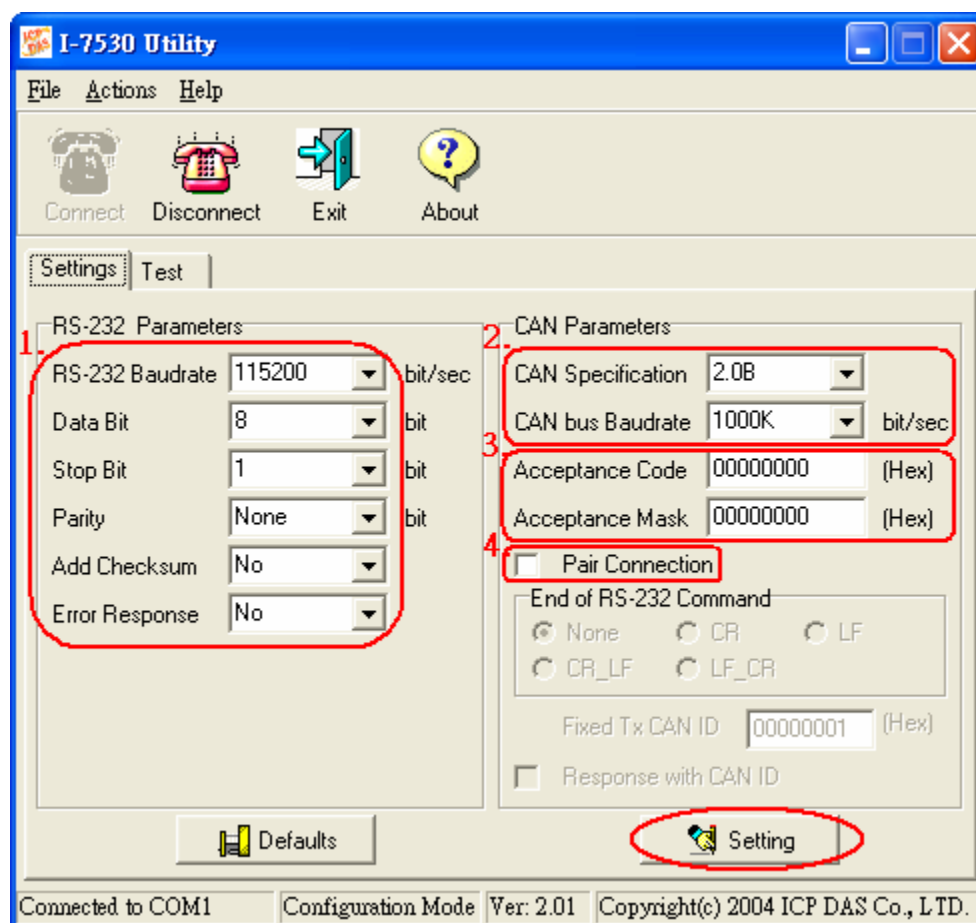 ICP DAS I-7530 Utility
File Actions Help
Connect Disconnect Exit About
Settings Test
RS-232 Parameters
1.
RS-232 Baudrate 115200 bit/sec
Data Bit 8 bit
Stop Bit 1 bit
Parity None bit
Add Checksum No
Error Response No
CAN Parameters
2.
CAN Specification 2.0B
CAN bus Baudrate 1000K bit/sec
3.
Acceptance Code 00000000 (Hex)
Acceptance Mask 00000000 (Hex)
4.
Pair Connection
End of RS-232 Command
None CR LF
CR_LF LF_CR
Fixed Tx CAN ID 00000001 (Hex)
Response with CAN ID
Defaults Setting
Connected to COM1 Configuration Mode Ver: 2.01 Copyright(c) 2004 ICP DAS Co., LTD